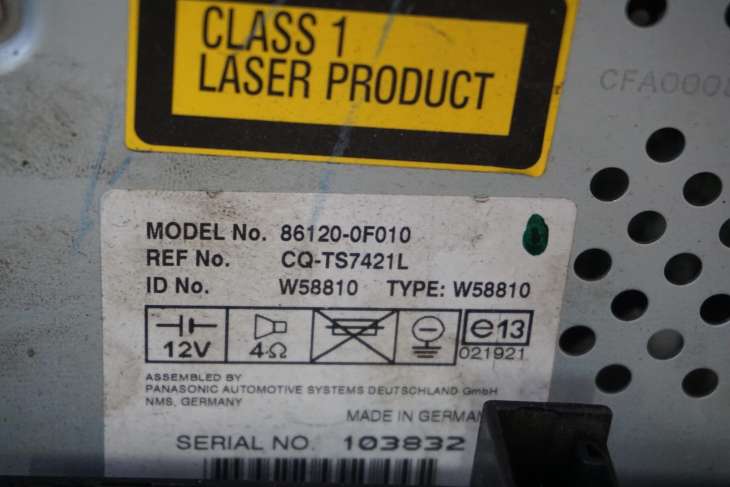 CLASS 1
LASER PRODUCT
CFA000
MODEL No. 86120-0F010
REF No. CQ-TS7421L
ID No. W58810 TYPE: W58810
12V 4Ω e13
021921
ASSEMBLED BY
PANASONIC AUTOMOTIVE SYSTEMS DEUTSCHLAND GmbH
NMS, GERMANY
MADE IN GERMAN
SERIAL NO. 103832